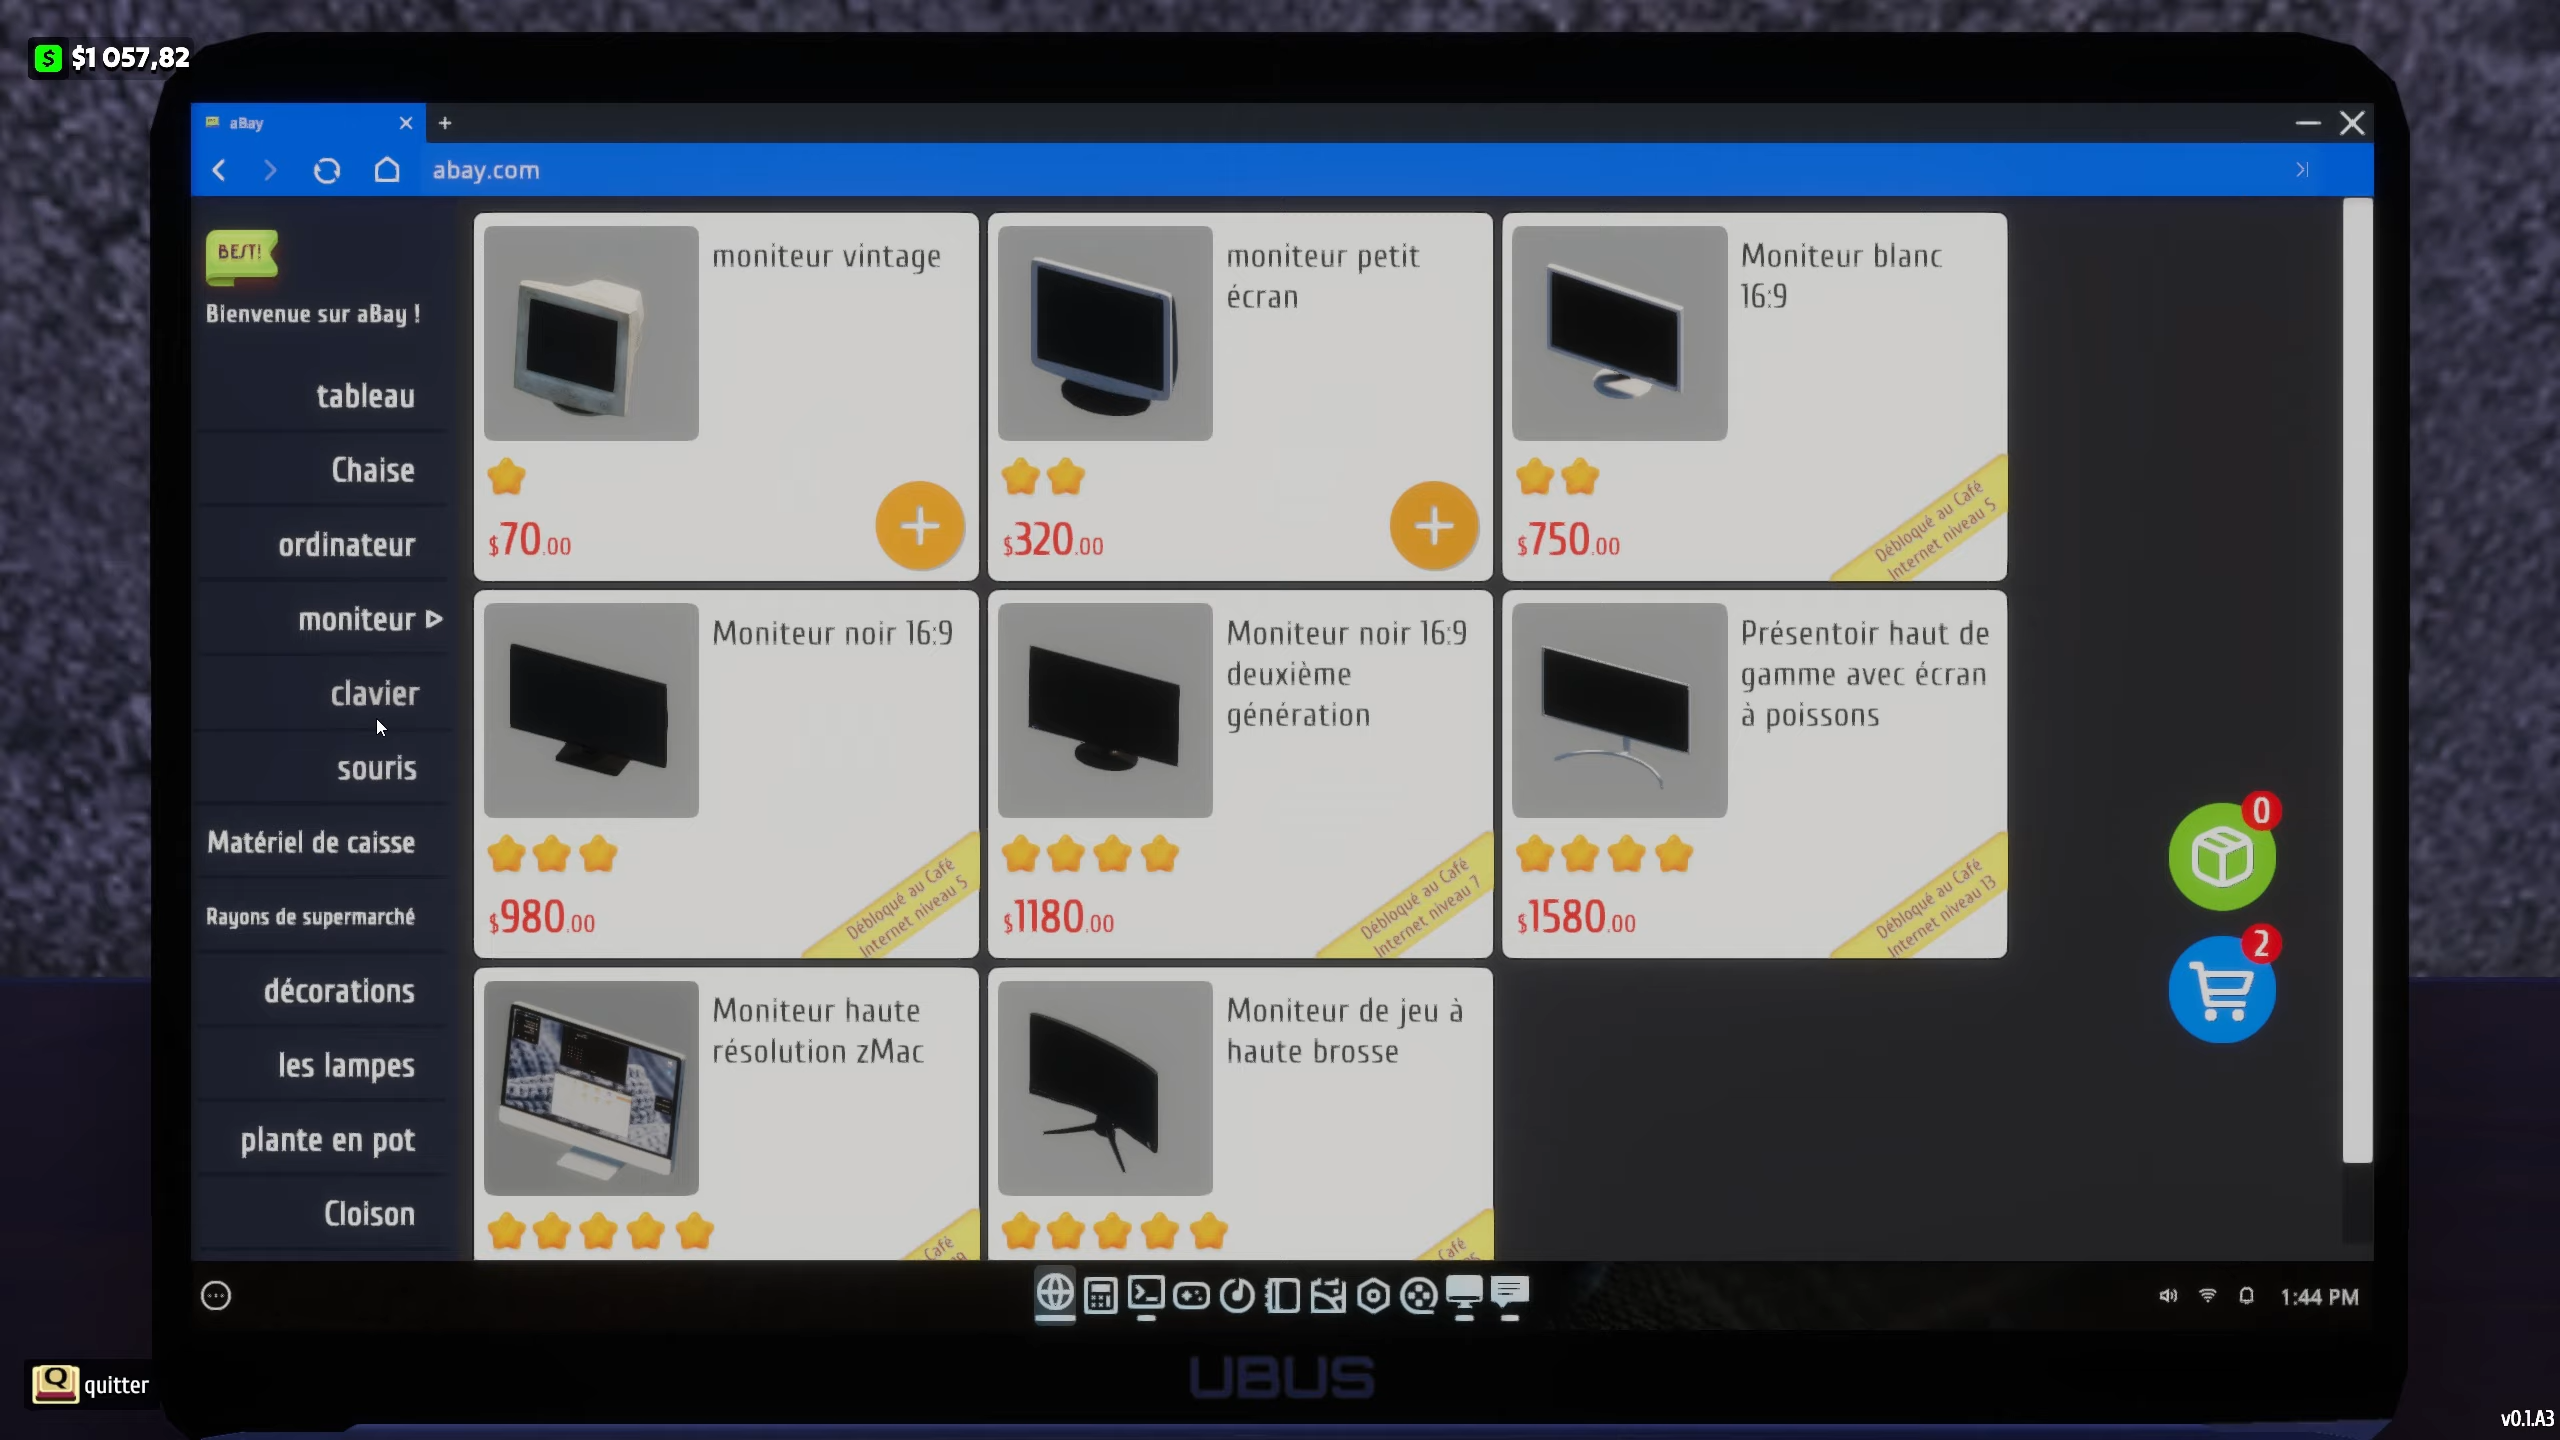 $1 057,82
aBay
abay.com
BEST!
Bienvenue sur aBay !
tableau
Chaise
ordinateur
moniteur
clavier
souris
Matériel de caisse
Rayons de supermarché
décorations
les lampes
plante en pot
Cloison
moniteur vintage
$70.00
moniteur petit
écran
$320.00
Moniteur blanc
16:9
$750.00
Débloqué au Café
Internet niveau 5
Moniteur noir 16:9
$980.00
Débloqué au Café
Internet niveau 5
Moniteur noir 16:9
deuxième
génération
$1180.00
Débloqué au Café
Internet niveau 7
Présentoir haut de
gamme avec écran
à poissons
$1580.00
Débloqué au Café
Internet niveau 13
Moniteur haute
résolution zMac
Café
Moniteur de jeu à
haute brosse
Café
0
2
1:44 PM
UBUS
Q quitter
v0.1.A3